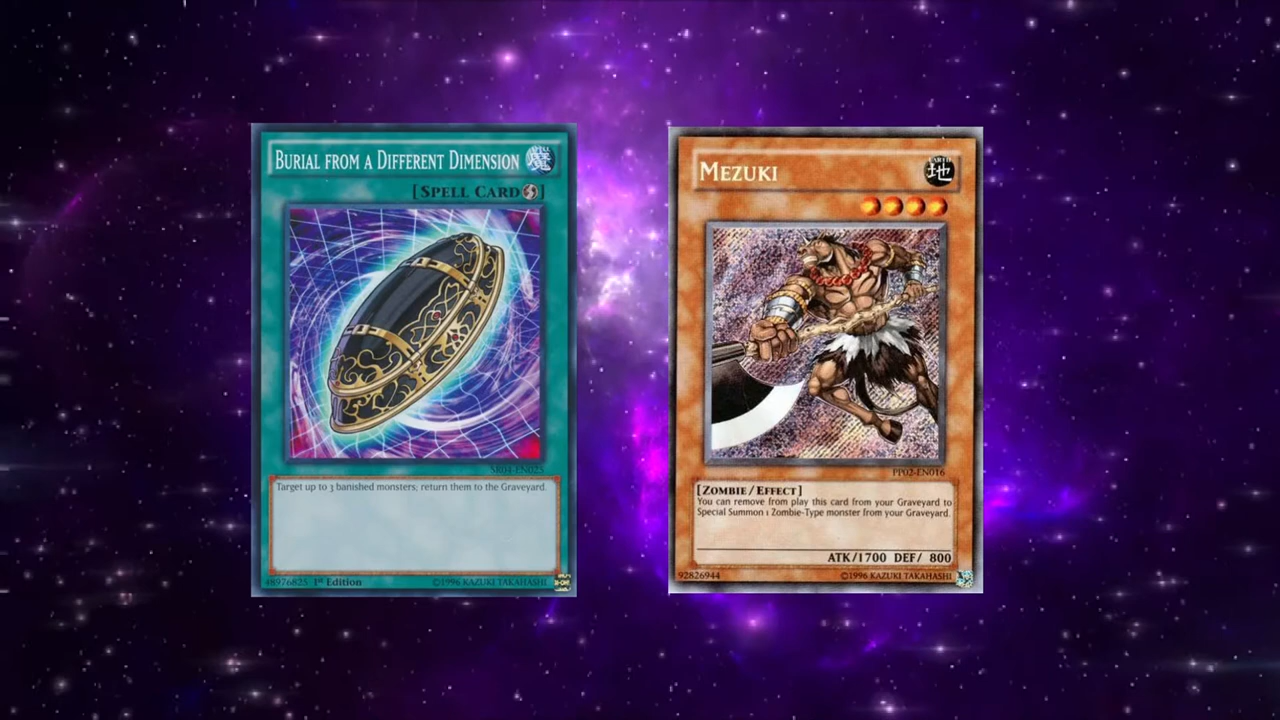 BURIAL FROM A DIFFERENT DIMENSION
[SPELL CARD]
SR04-EN025
Target up to 3 banished monsters; return them to the Graveyard.
48976825 1st Edition ©1996 KAZUKI TAKAHASHI
MEZUKI
EARTH
地
PP02-EN016
[ZOMBIE/EFFECT]
You can remove from play this card from your Graveyard to
Special Summon 1 Zombie-Type monster from your Graveyard.
ATK/1700 DEF/ 800
92826944 ©1996 KAZUKI TAKAHASHI